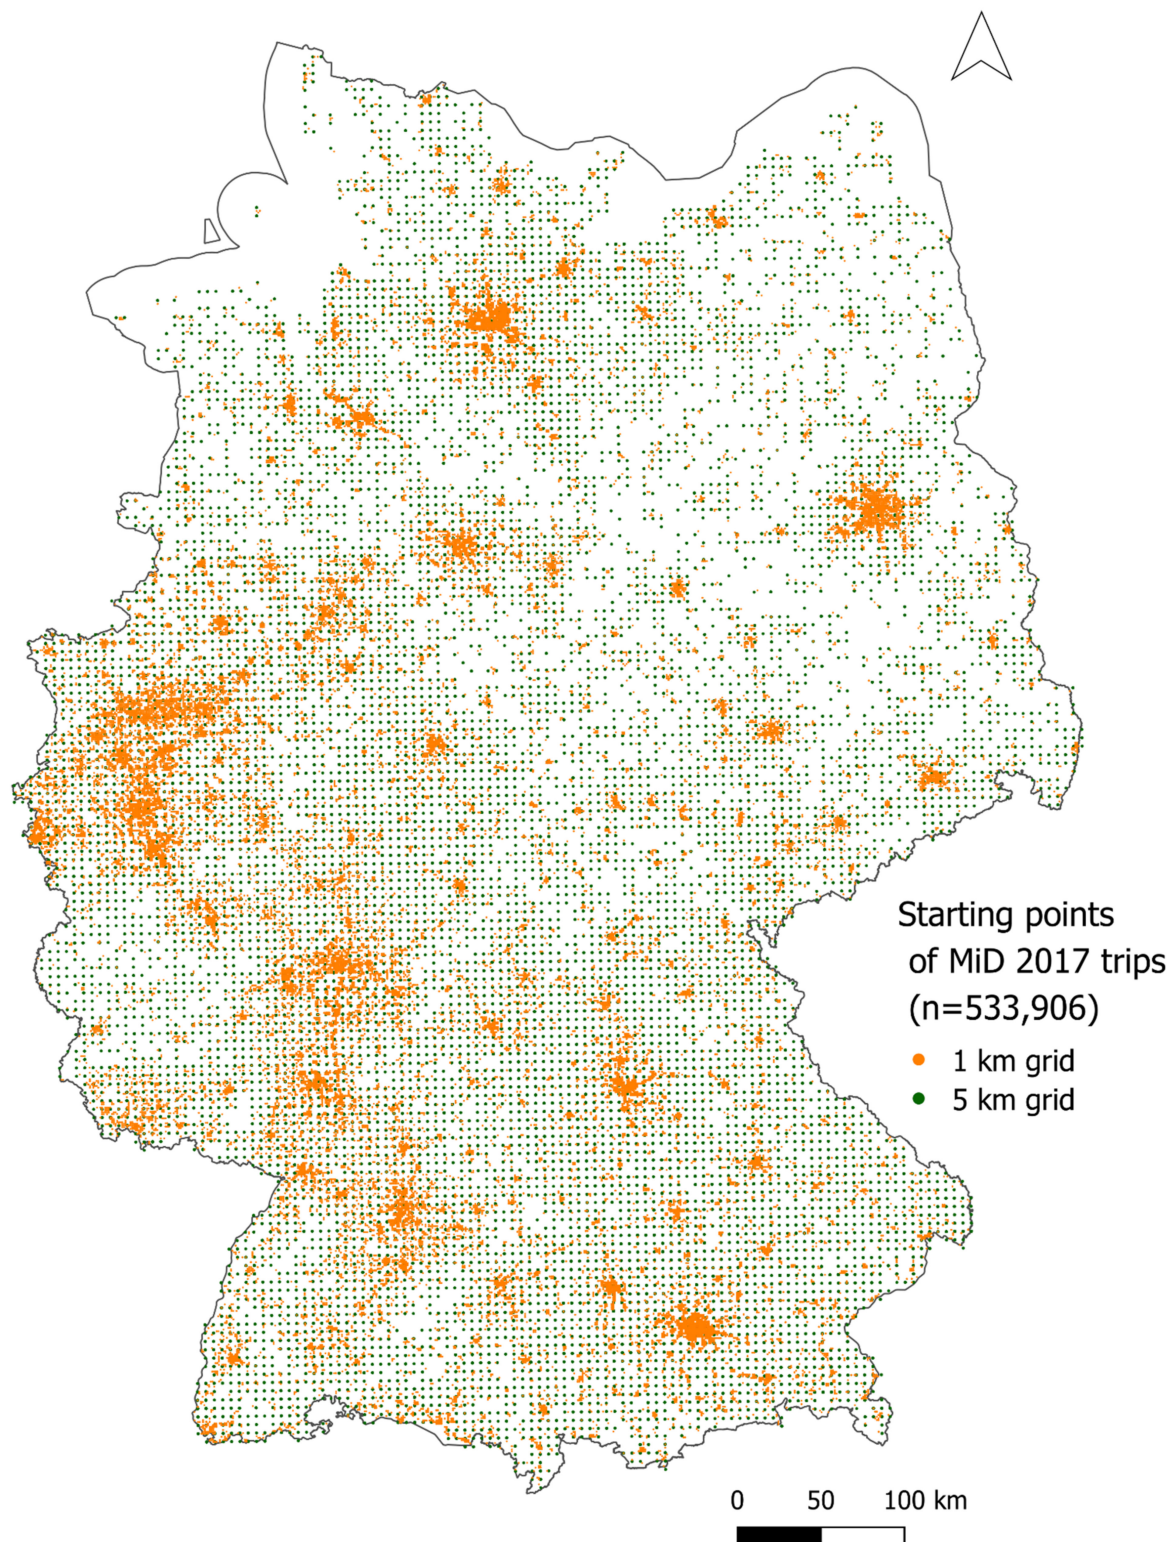 Starting points
of MiD 2017 trips
(n=533,906)
1 km grid
5 km grid
0 50 100 km